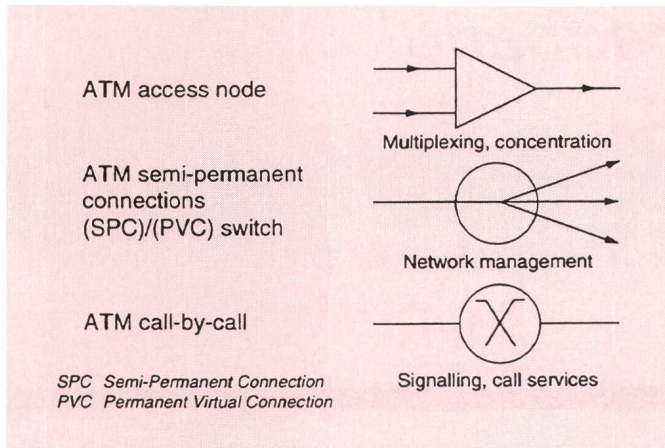 ATM access node
Multiplexing, concentration
ATM semi-permanent
connections
(SPC)/(PVC) switch
Network management
ATM call-by-call
Signalling, call services
SPC Semi-Permanent Connection
PVC Permanent Virtual Connection